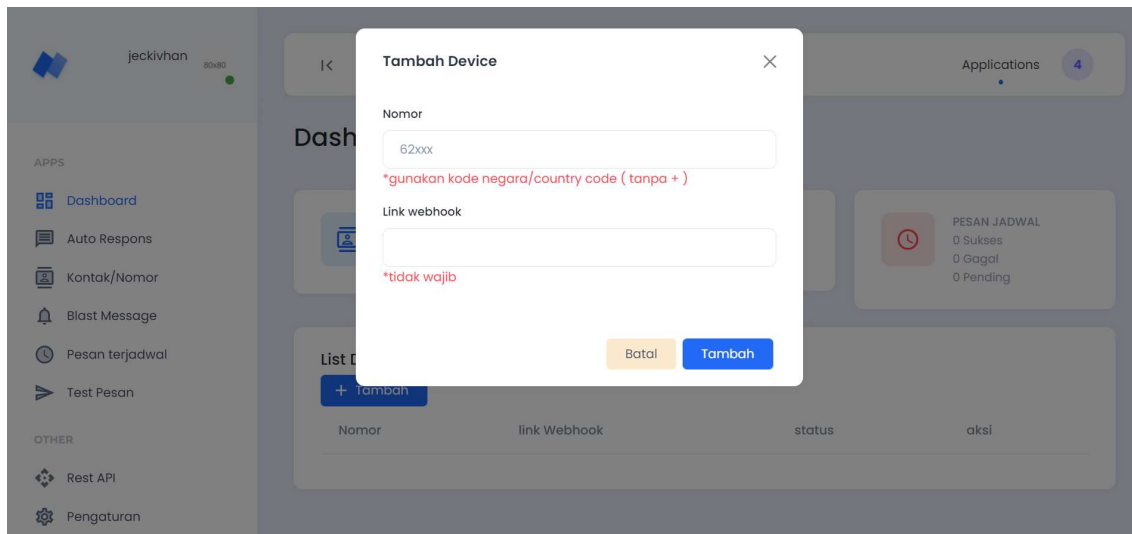 jeckivhan
80x80
APPS
Dashboard
Auto Respons
Kontak/Nomor
Blast Message
Pesan terjadwal
Test Pesan
OTHER
Rest API
Pengaturan
Applications
4
Dash
PESAN JADWAL
0 Sukses
0 Gagal
0 Pending
List D
+ Tambah
Nomor
link Webhook
status
aksi
Tambah Device
Nomor
62xxx
*gunakan kode negara/country code ( tanpa + )
Link webhook
*tidak wajib
Batal
Tambah